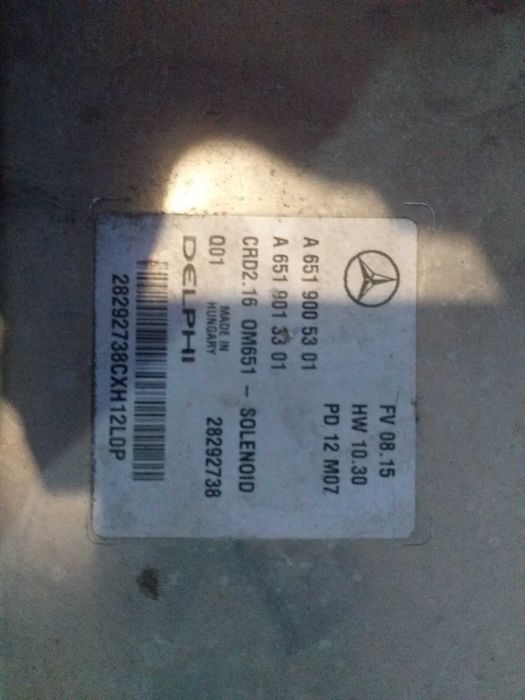 FV 08.15
HW 10.30
PD 12 M07
A 651 900 53 01
A 651 901 33 01
CRD2.16 OM651 - SOLENOID
Q01 MADE IN HUNGARY 28292738
DELPHI
28292738CXH12L0P